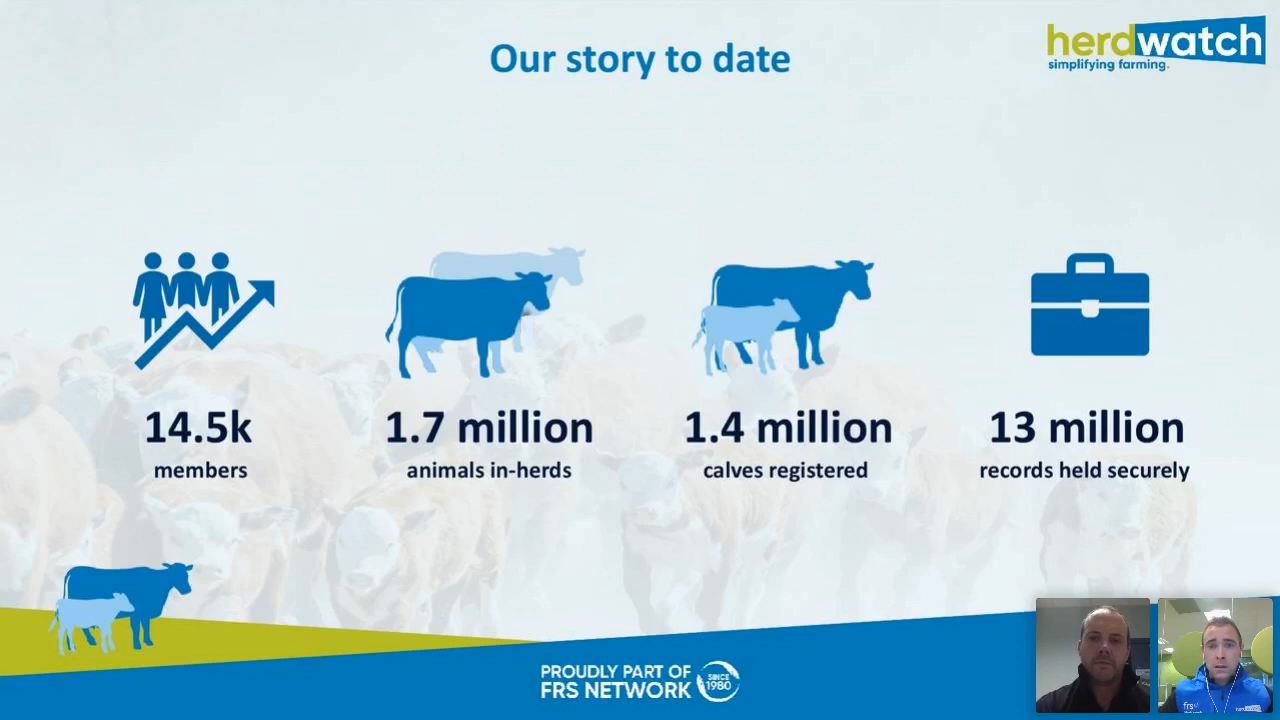 Our story to date
herdwatch
simplifying farming.
14.5k
members
1.7 million
animals in-herds
1.4 million
calves registered
13 million
records held securely
PROUDLY PART OF
FRS NETWORK
SINCE
1980
frs